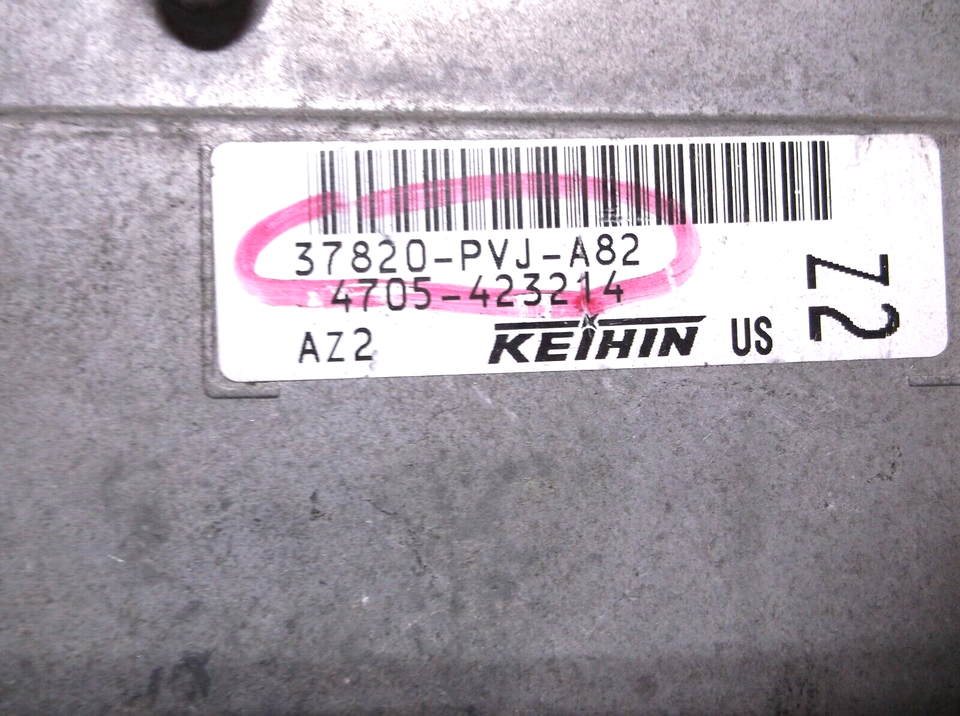 37820-PVJ-A82
4705-423214
AZ2 KEIHIN US
Z2